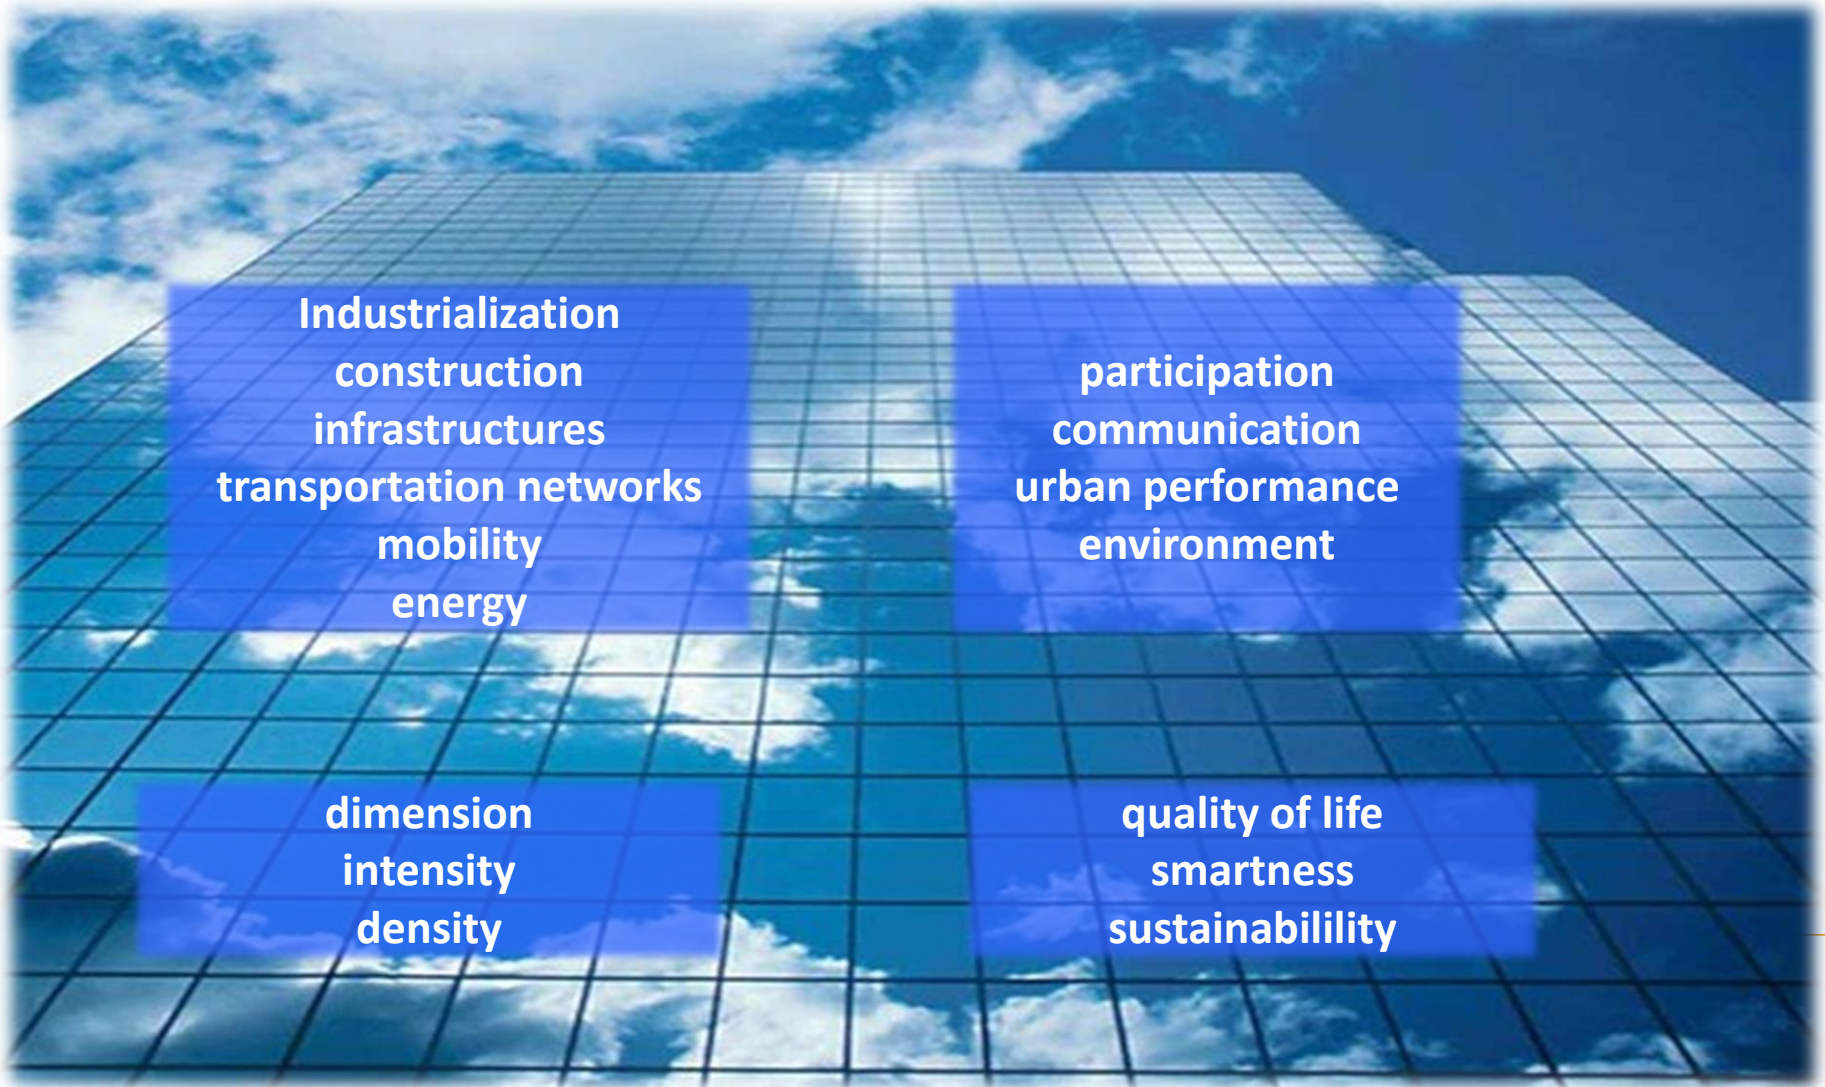 Industrialization
construction
infrastructures
transportation networks
mobility
energy
participation
communication
urban performance
environment
dimension
intensity
density
quality of life
smartness
sustainabilility